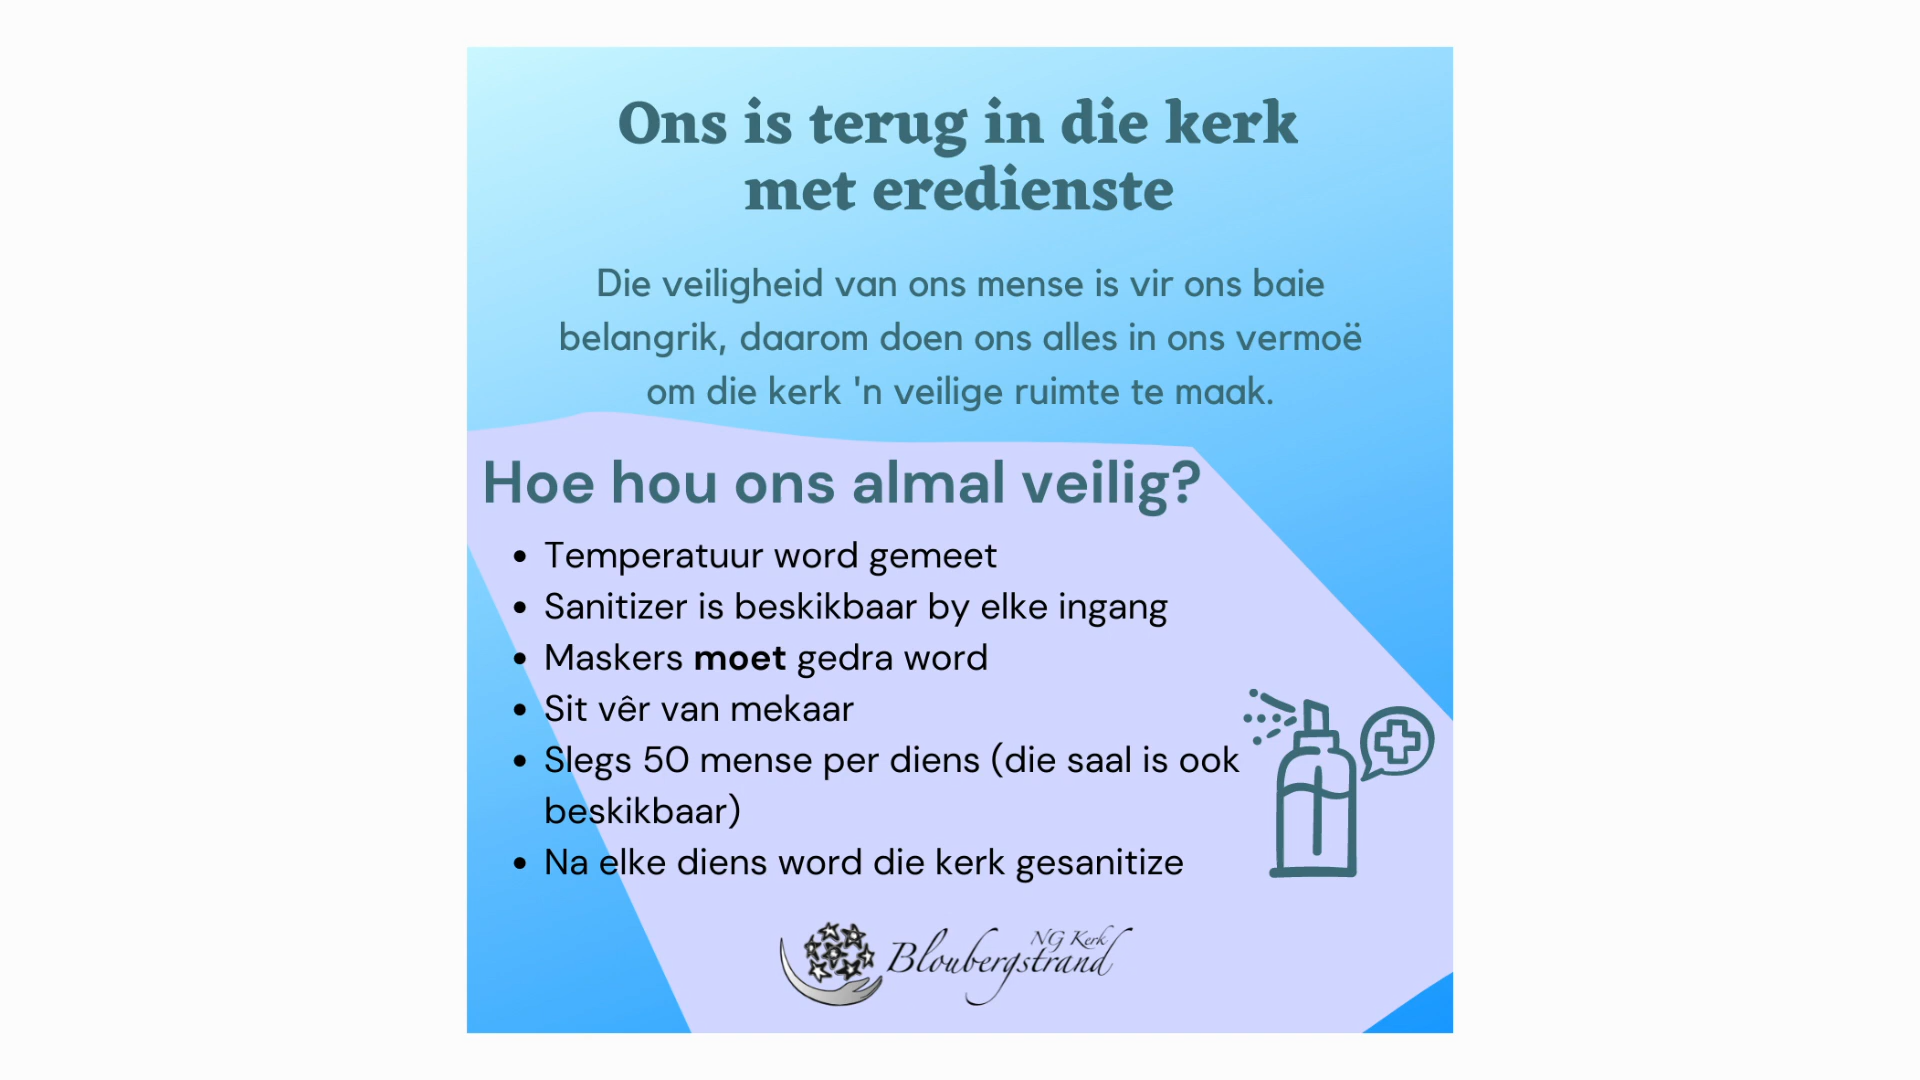 Ons is terug in die kerk
met eredienste
Die veiligheid van ons mense is vir ons baie
belangrik, daarom doen ons alles in ons vermoë
om die kerk 'n veilige ruimte te maak.
Hoe hou ons almal veilig?
• Temperatuur word gemeet
• Sanitizer is beskikbaar by elke ingang
• Maskers moet gedra word
• Sit vêr van mekaar
• Slegs 50 mense per diens (die saal is ook
beskikbaar)
• Na elke diens word die kerk gesanitize
NG Kerk
Bloubergstrand